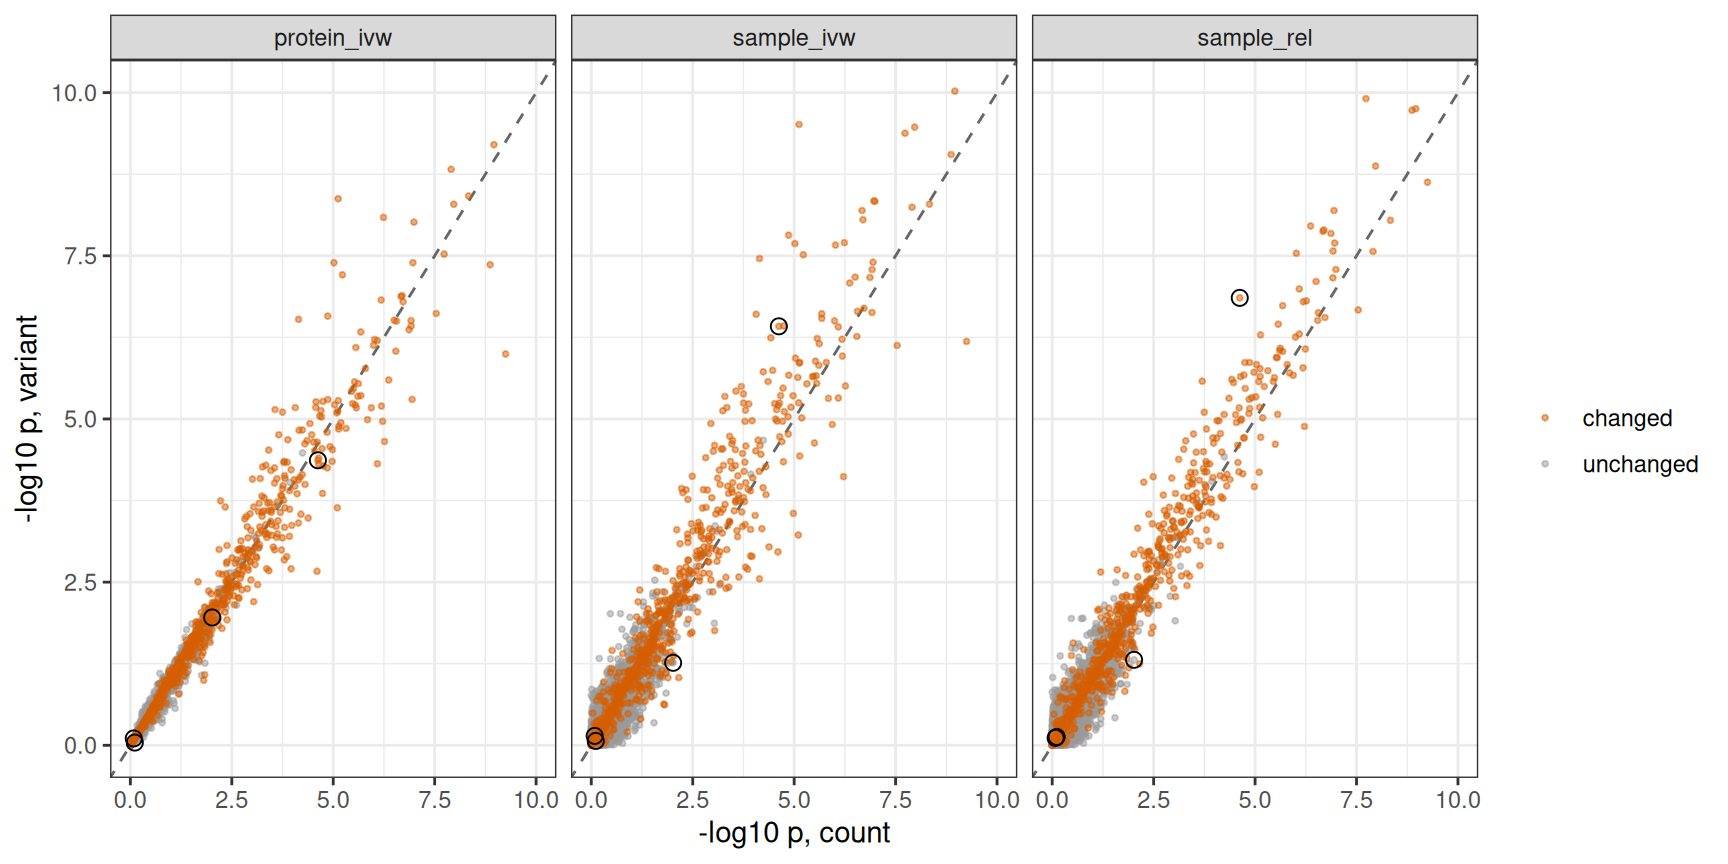 protein_ivw
sample_ivw
sample_rel
-log10 p, variant
10.0
7.5
5.0
2.5
0.0
0.0 2.5 5.0 7.5 10.0
0.0 2.5 5.0 7.5 10.0
0.0 2.5 5.0 7.5 10.0
-log10 p, count
changed
unchanged